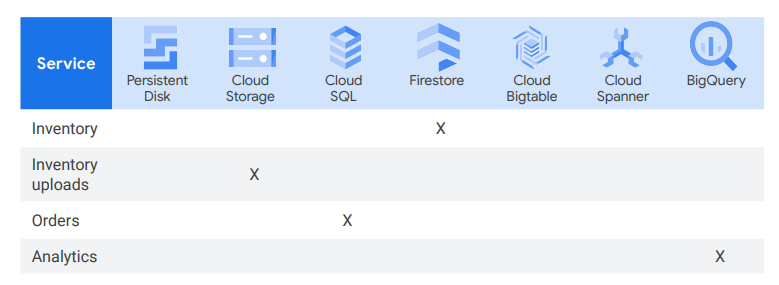 Service
Persistent
Disk
Cloud
Storage
Cloud
SQL
Firestore
Cloud
Bigtable
Cloud
Spanner
BigQuery
Inventory X
Inventory
uploads X
Orders X
Analytics X